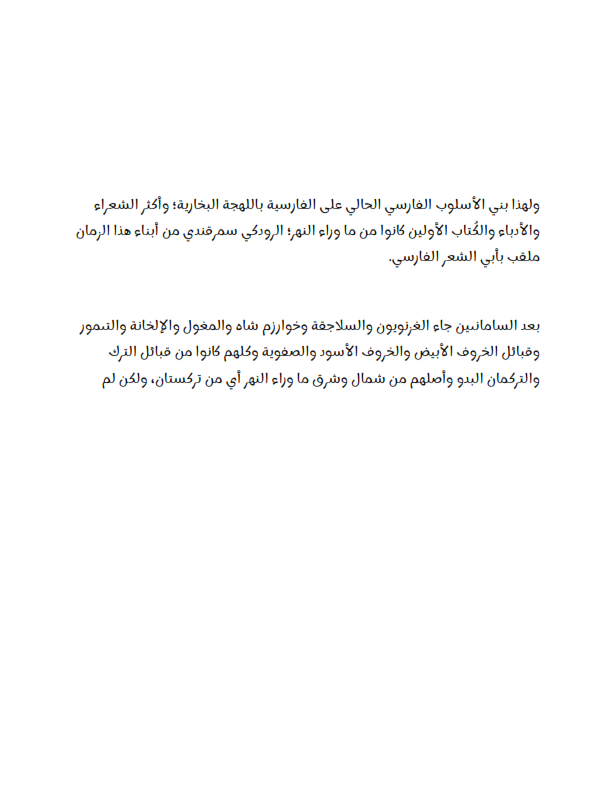 ولهذا بني الأسلوب الفارسي الحالي على الفارسية باللهجة البخارية؛ وأكثر الشعراء
والأدباء والكُتاب الأولين كانوا من ما وراء النهر؛ الرودكي سمرقندي من أبناء هذا الزمان
ملقب بأبي الشعر الفارسي.
بعد السامانيين جاء الغزنويون والسلاجقة وخوارزم شاه والمغول والإلخانة والتيمور
وقبائل الخروف الأبيض والخروف الأسود والصفوية وكلهم كانوا من قبائل الترك
والتركمان البدو وأصلهم من شمال وشرق ما وراء النهر أي من تركستان، ولكن لم